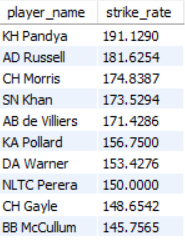 player_name strike_rate
KH Pandya 191.1290
AD Russell 181.6254
CH Morris 174.8387
SN Khan 173.5294
AB de Villiers 171.4286
KA Pollard 156.7500
DA Warner 153.4276
NLTC Perera 150.0000
CH Gayle 148.6542
BB McCullum 145.7565